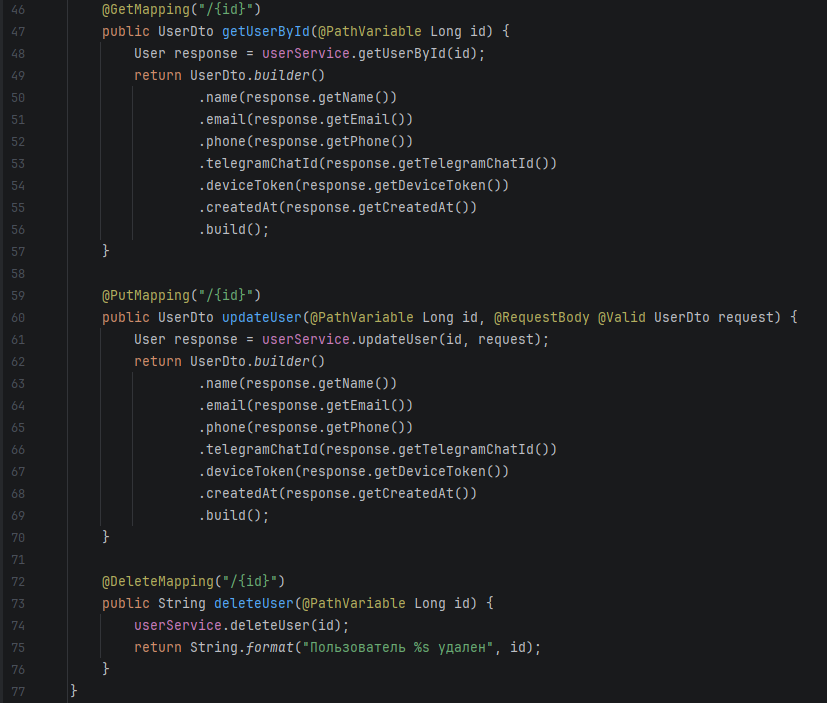 46 @GetMapping("/{id}")
47 public UserDto getUserById(@PathVariable Long id) {
48 User response = userService.getUserById(id);
49 return UserDto.builder()
50 .name(response.getName())
51 .email(response.getEmail())
52 .phone(response.getPhone())
53 .telegramChatId(response.getTelegramChatId())
54 .deviceToken(response.getDeviceToken())
55 .createdAt(response.getCreatedAt())
56 .build();
57 }
58
59 @PutMapping("/{id}")
60 public UserDto updateUser(@PathVariable Long id, @RequestBody @Valid UserDto request) {
61 User response = userService.updateUser(id, request);
62 return UserDto.builder()
63 .name(response.getName())
64 .email(response.getEmail())
65 .phone(response.getPhone())
66 .telegramChatId(response.getTelegramChatId())
67 .deviceToken(response.getDeviceToken())
68 .createdAt(response.getCreatedAt())
69 .build();
70 }
71
72 @DeleteMapping("/{id}")
73 public String deleteUser(@PathVariable Long id) {
74 userService.deleteUser(id);
75 return String.format("Пользователь %s удален", id);
76 }
77 }